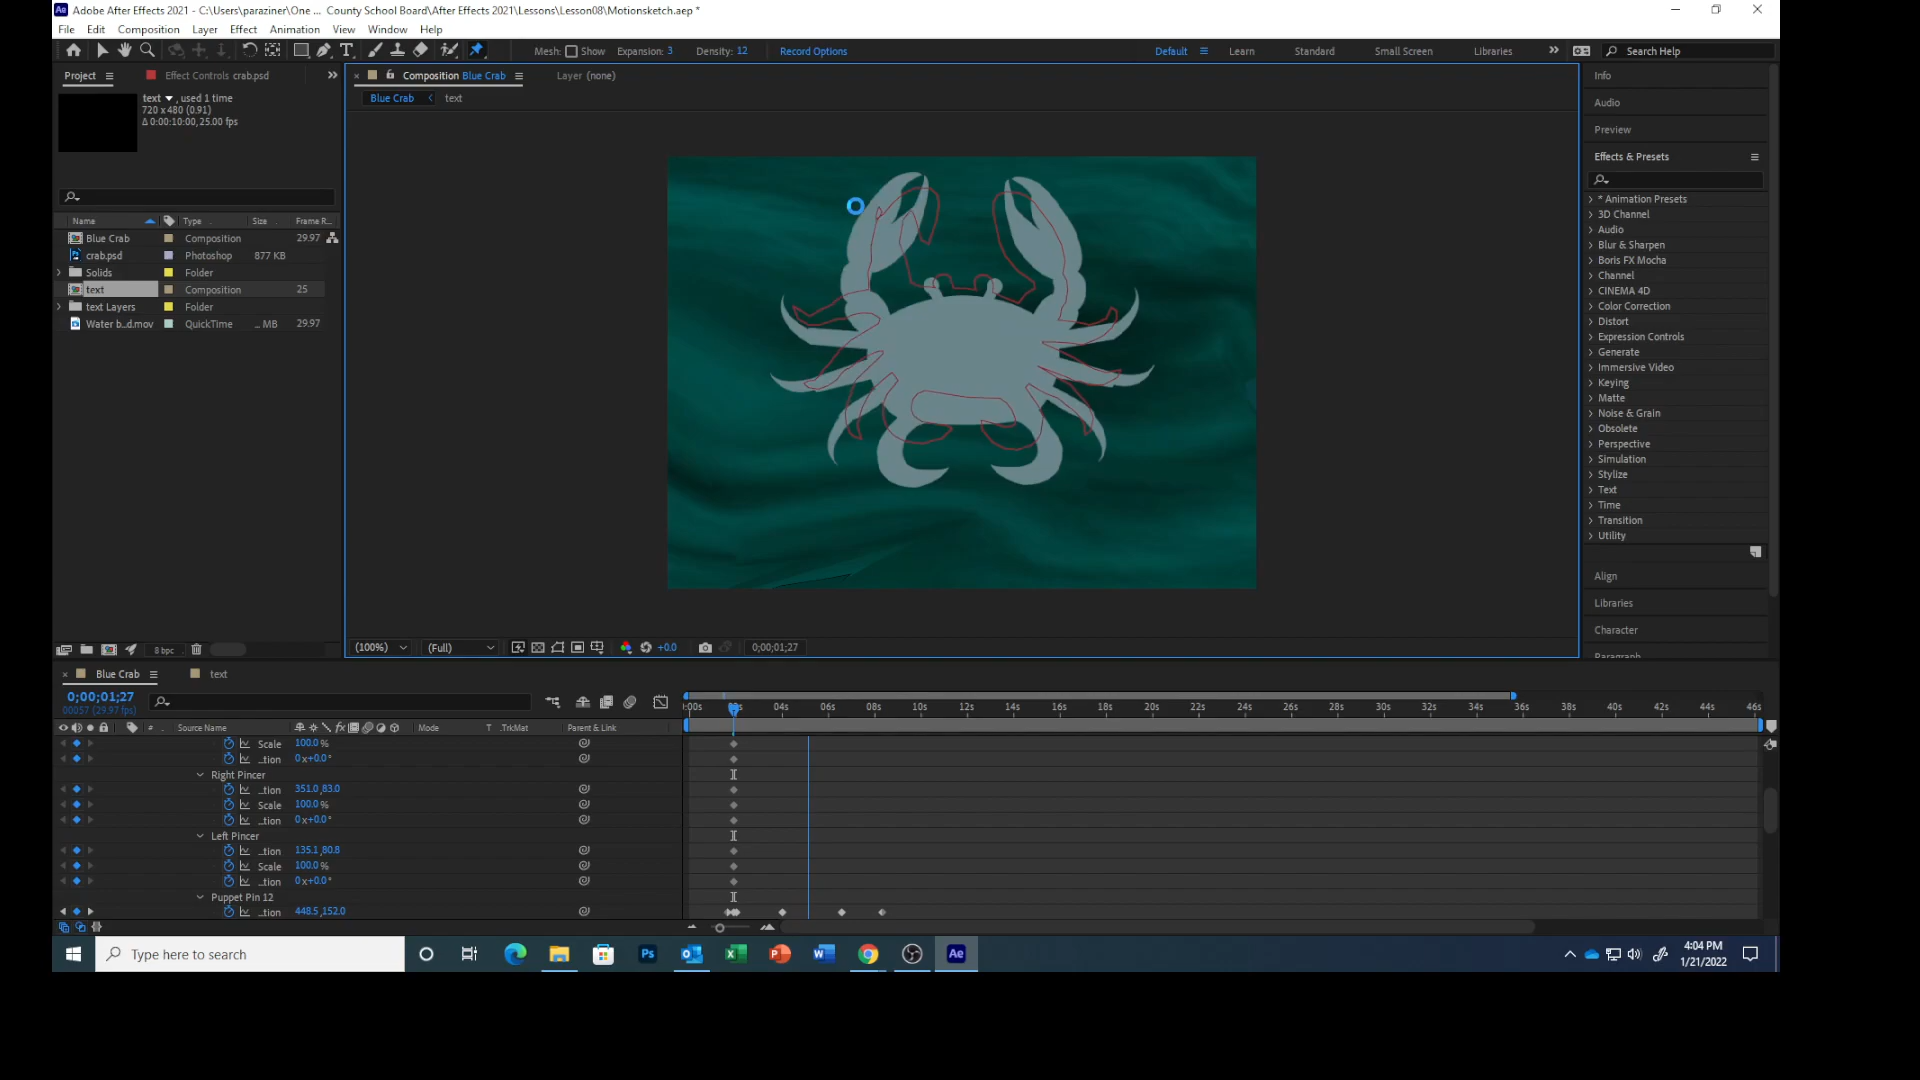 Adobe After Effects 2021 - C:\Users\paraziner\One ... County School Board\After Effects 2021\Lessons\Lesson08\Motionsketch.aep *
File Edit Composition Layer Effect Animation View Window Help
Mesh: Show Expansion: 3 Density: 12 Record Options Default Learn Standard Small Screen Libraries Search Help
Project Effect Controls crab.psd
Composition Blue Crab Layer (none)
Blue Crab text
text , used 1 time
720 x 480 (0.91)
Δ 0:00:10:00, 25.00 fps
Name Type Size Frame R...
Blue Crab Composition 29.97
crab.psd Photoshop 877 KB
Solids Folder
text Composition 25
text Layers Folder
Water b...d.mov QuickTime ... MB 29.97
8 bpc
(100%) (Full) +0.0 0;00;01;27
Info
Audio
Preview
Effects & Presets
* Animation Presets
3D Channel
Audio
Blur & Sharpen
Boris FX Mocha
Channel
CINEMA 4D
Color Correction
Distort
Expression Controls
Generate
Immersive Video
Keying
Matte
Noise & Grain
Obsolete
Perspective
Simulation
Stylize
Text
Time
Transition
Utility
Align
Libraries
Character
Paragraph
Blue Crab text
0;00;01;27
00057 (29.97 fps)
:00s 04s 06s 08s 10s 12s 14s 16s 18s 20s 22s 24s 26s 28s 30s 32s 34s 36s 38s 40s 42s 44s 46s
# Source Name Mode T .TrkMat Parent & Link
Scale 100.0 %
...tion 0 x+0.0°
Right Pincer
...tion 351.0,83.0
Scale 100.0 %
...tion 0 x+0.0°
Left Pincer
...tion 135.1,80.8
Scale 100.0 %
...tion 0 x+0.0°
Puppet Pin 12
...tion 448.5,152.0
Type here to search
4:04 PM
1/21/2022